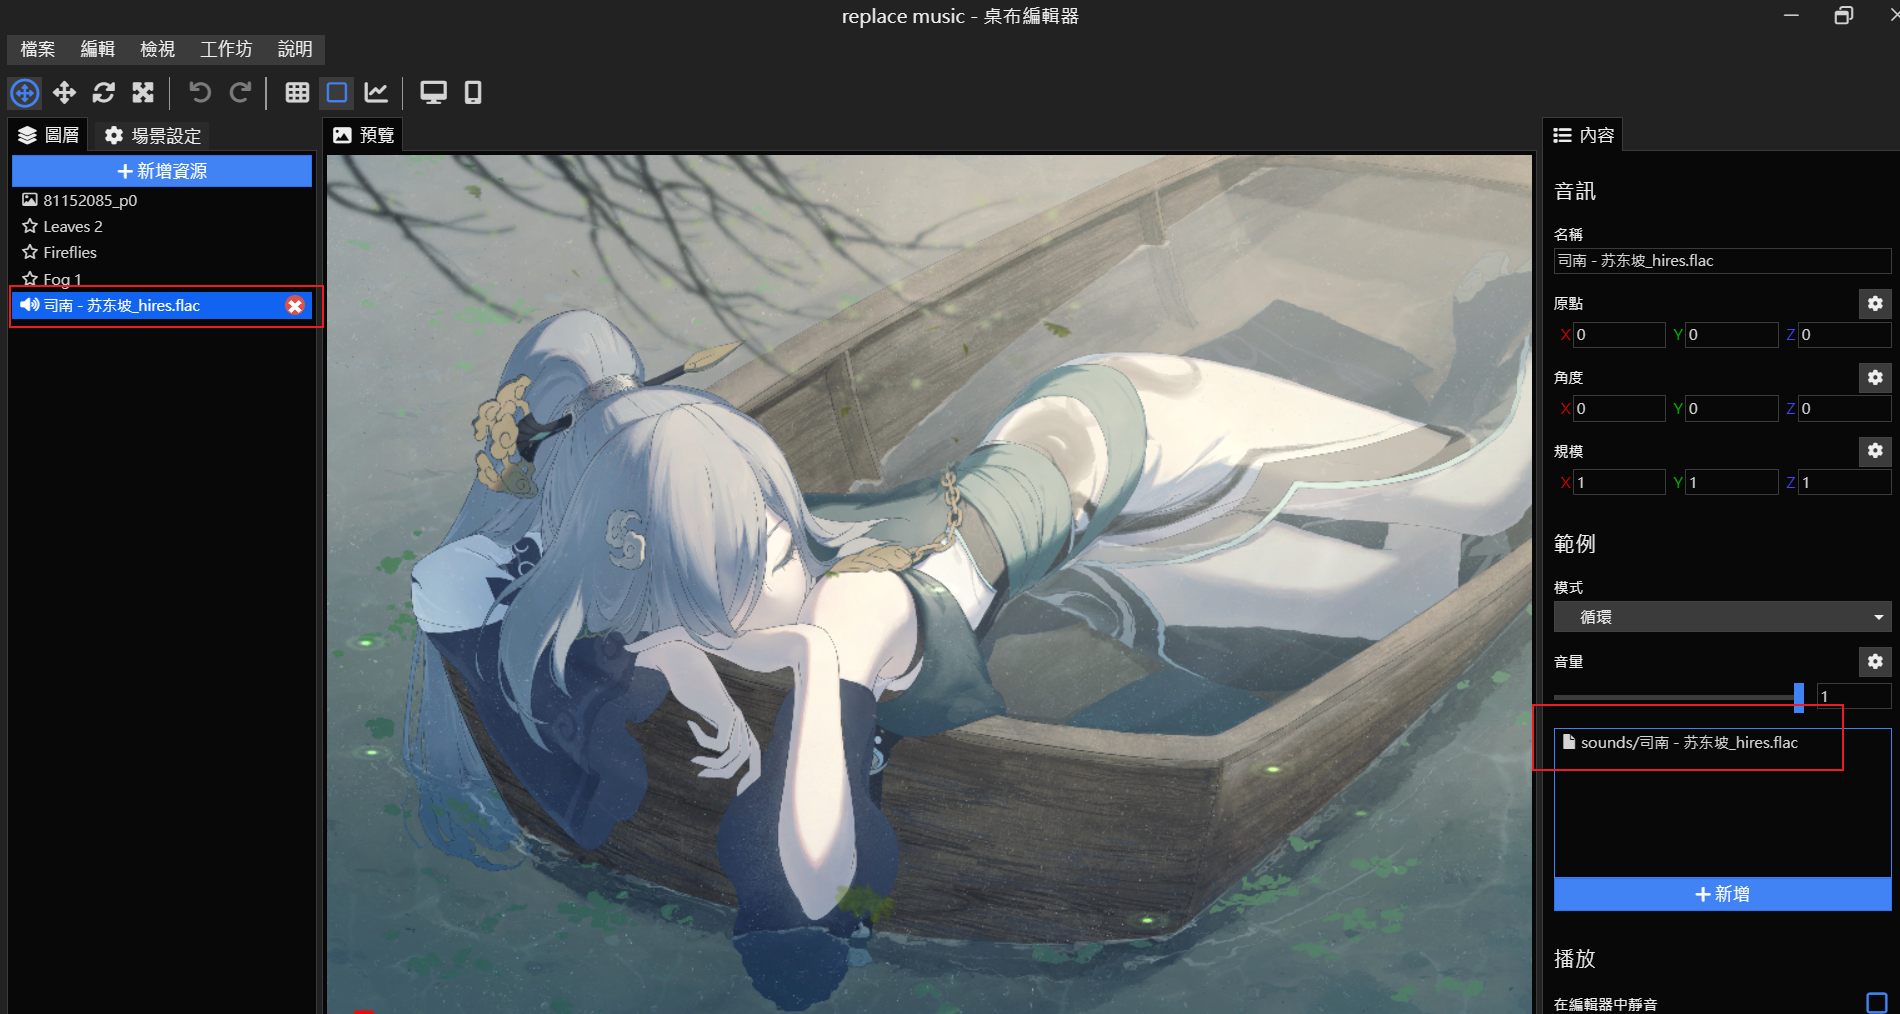 replace music - 桌布編輯器
檔案 編輯 檢視 工作坊 說明
圖層 場景設定
預覽
內容
新增資源
81152085_p0
Leaves 2
Fireflies
Fog 1
司南 - 苏东坡_hires.flac
音訊
名稱
司南 - 苏东坡_hires.flac
原點
X 0 Y 0 Z 0
角度
X 0 Y 0 Z 0
規模
X 1 Y 1 Z 1
範例
模式
循環
音量
1
sounds/司南 - 苏东坡_hires.flac
新增
播放
在編輯器中靜音